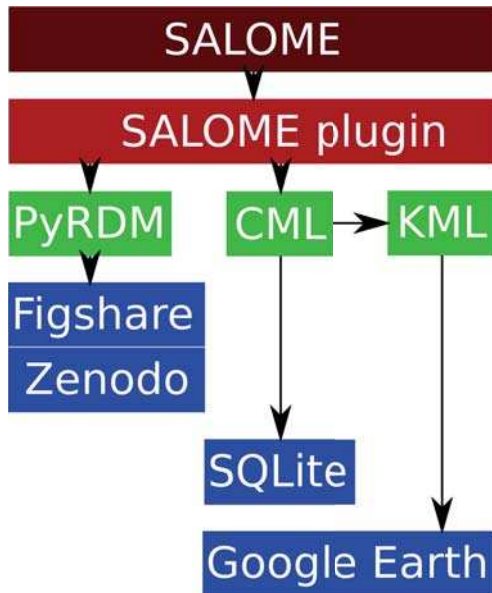 SALOME
SALOME plugin
PyRDM
CML
KML
Figshare
Zenodo
SQLite
Google Earth